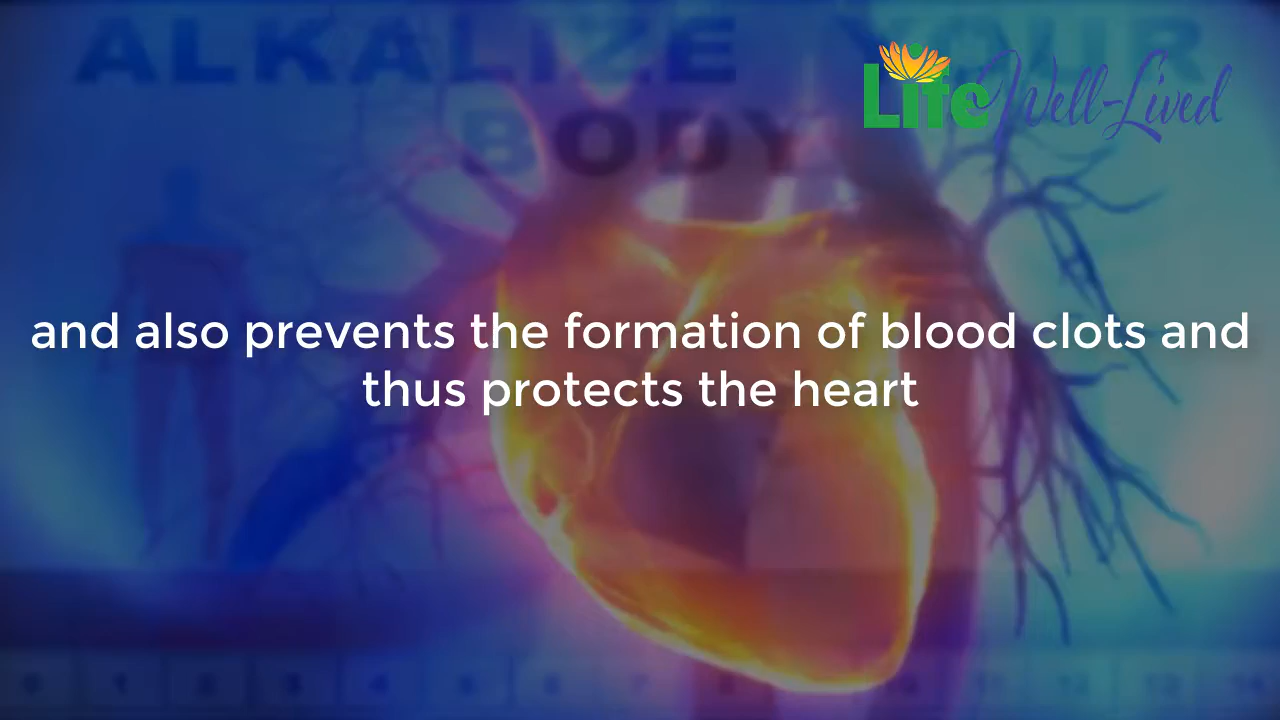 ALKALIZE YOUR
BODY
Life Well-Lived
and also prevents the formation of blood clots and
thus protects the heart